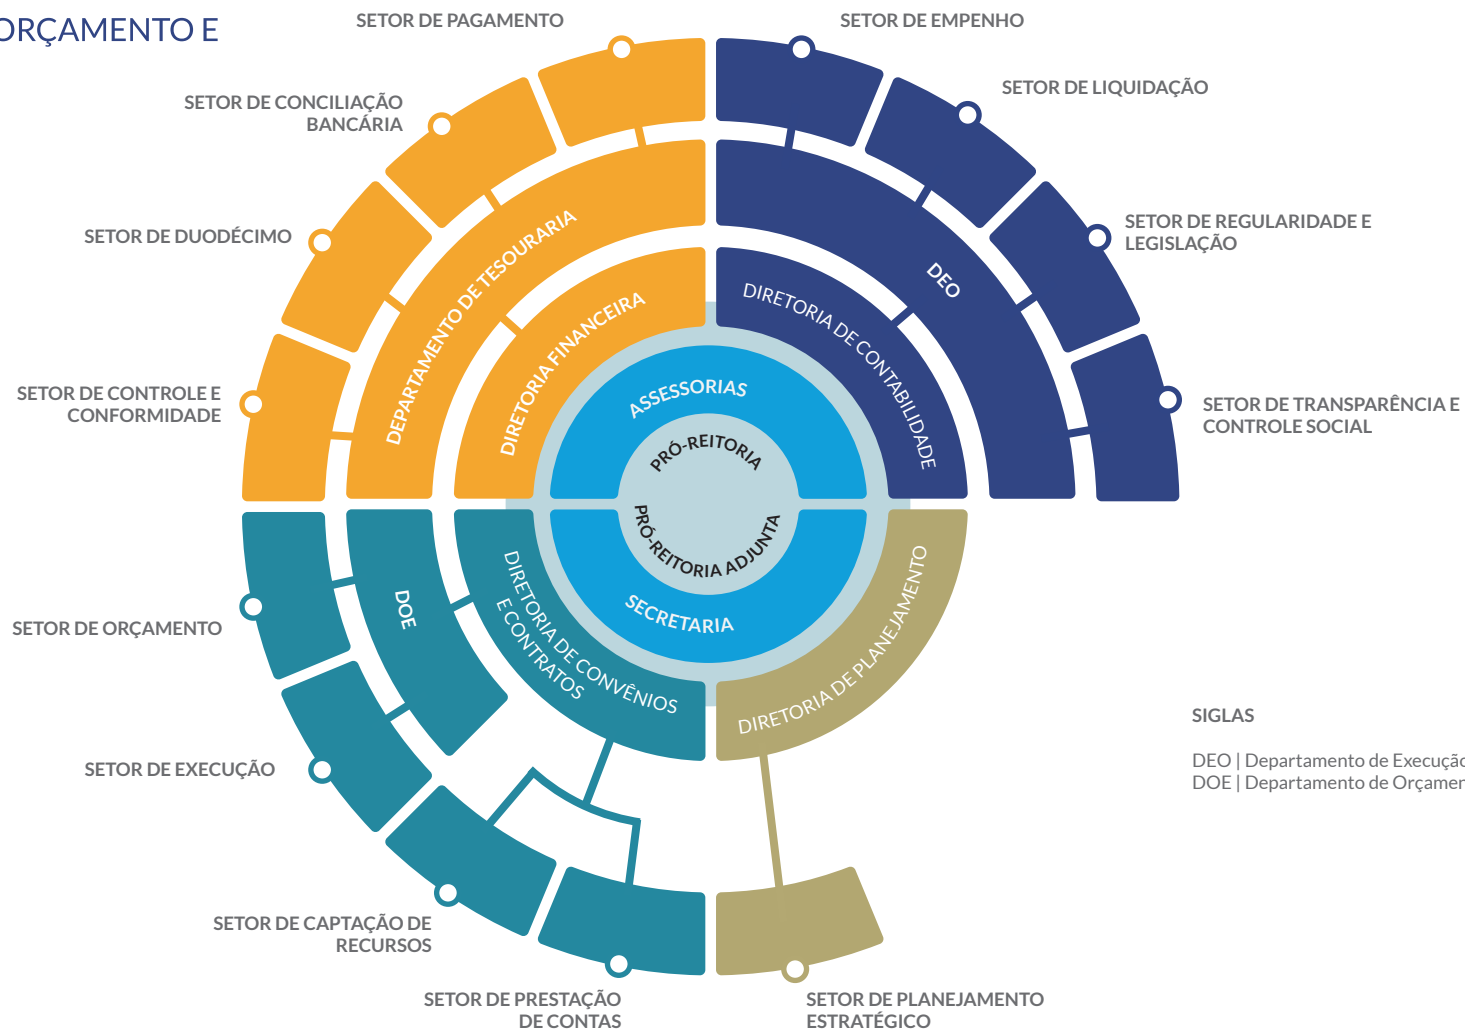 ORÇAMENTO E
SETOR DE PAGAMENTO
SETOR DE EMPENHO
SETOR DE CONCILIAÇÃO
BANCÁRIA
SETOR DE LIQUIDAÇÃO
SETOR DE DUODÉCIMO
SETOR DE REGULARIDADE E
LEGISLAÇÃO
SETOR DE CONTROLE E
CONFORMIDADE
SETOR DE TRANSPARÊNCIA E
CONTROLE SOCIAL
DEPARTAMENTO DE TESOURARIA
DIRETORIA FINANCEIRA
DEO
DIRETORIA DE CONTABILIDADE
ASSESSORIAS
PRÓ-REITORIA
PRÓ-REITORIA ADJUNTA
SECRETARIA
DOE
DIRETORIA DE CONVÊNIOS
E CONTRATOS
DIRETORIA DE PLANEJAMENTO
SETOR DE ORÇAMENTO
SETOR DE EXECUÇÃO
SETOR DE CAPTAÇÃO DE
RECURSOS
SETOR DE PRESTAÇÃO
DE CONTAS
SETOR DE PLANEJAMENTO
ESTRATÉGICO
SIGLAS
DEO | Departamento de Execução
DOE | Departamento de Orçamen